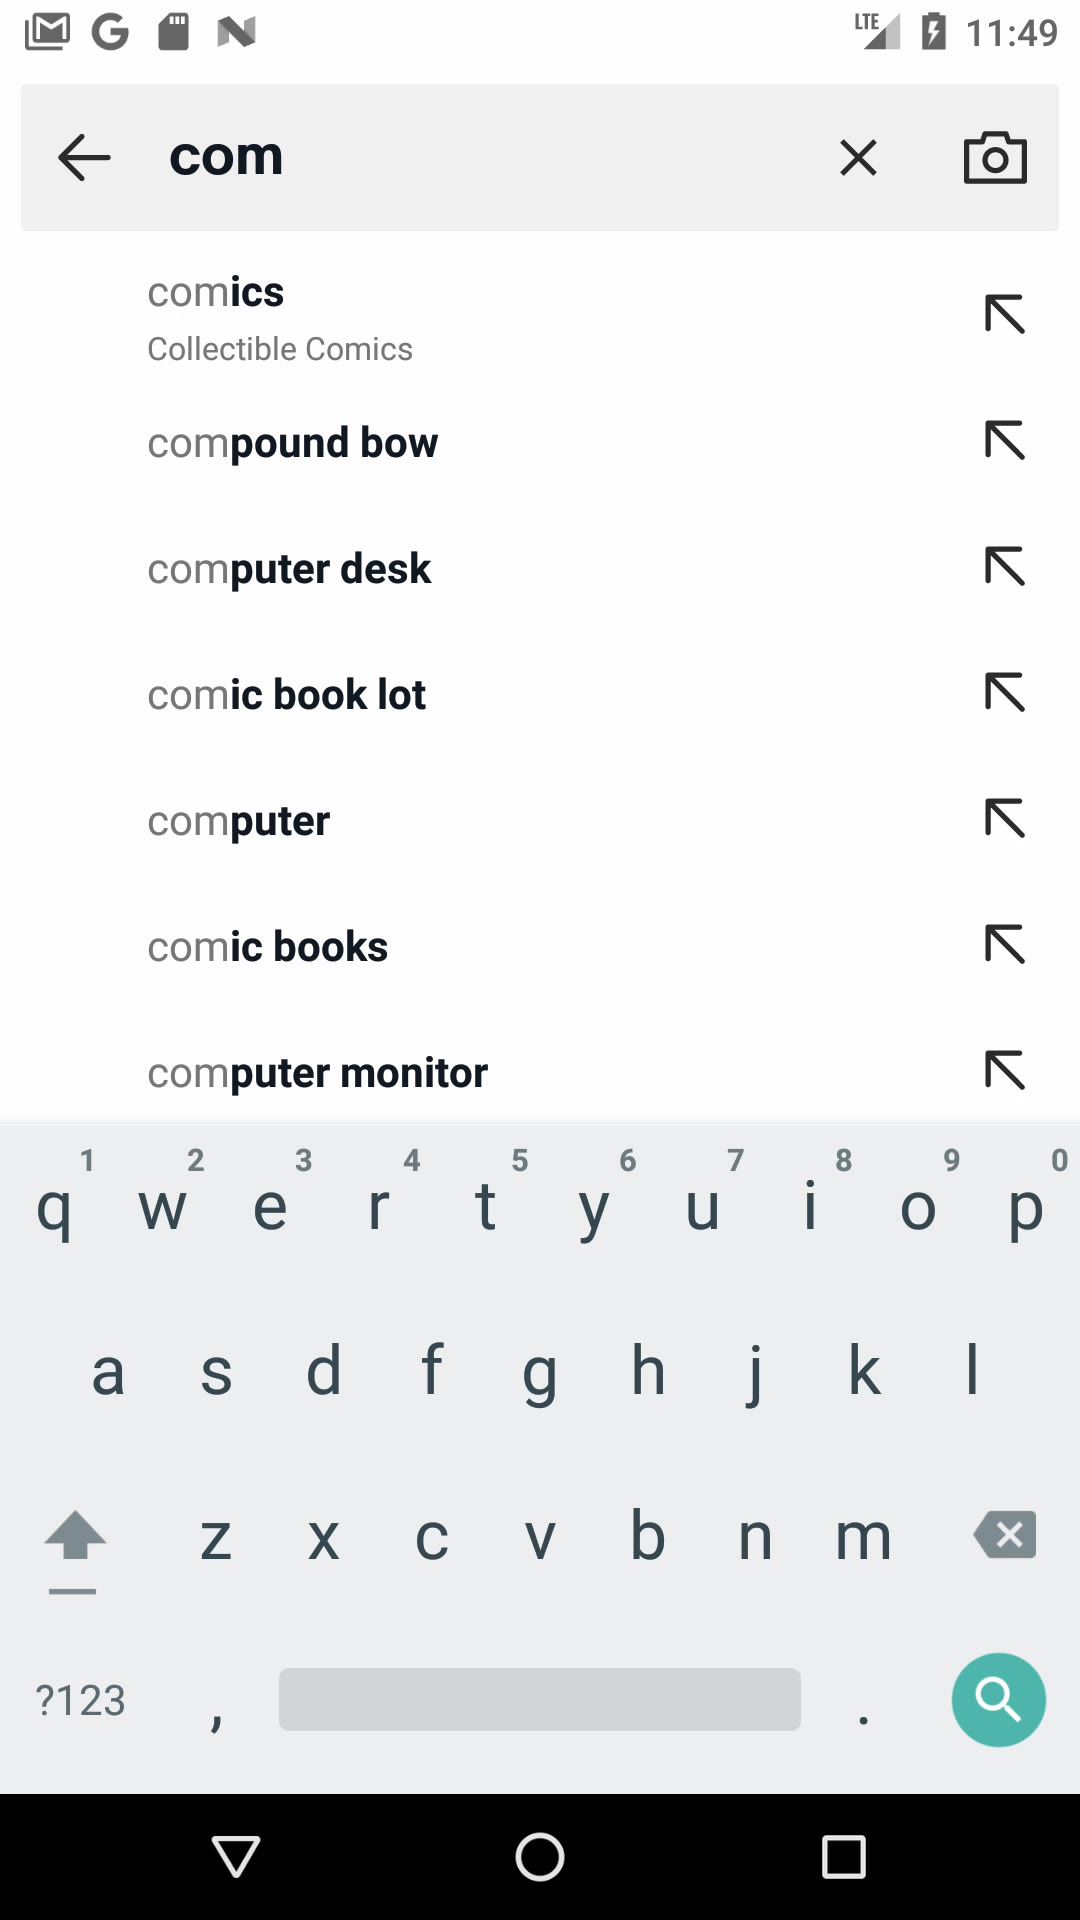 LTE 11:49
com
comics
Collectible Comics
compound bow
computer desk
comic book lot
computer
comic books
computer monitor
1 2 3 4 5 6 7 8 9 0
q w e r t y u i o p
a s d f g h j k l
z x c v b n m
?123 , .